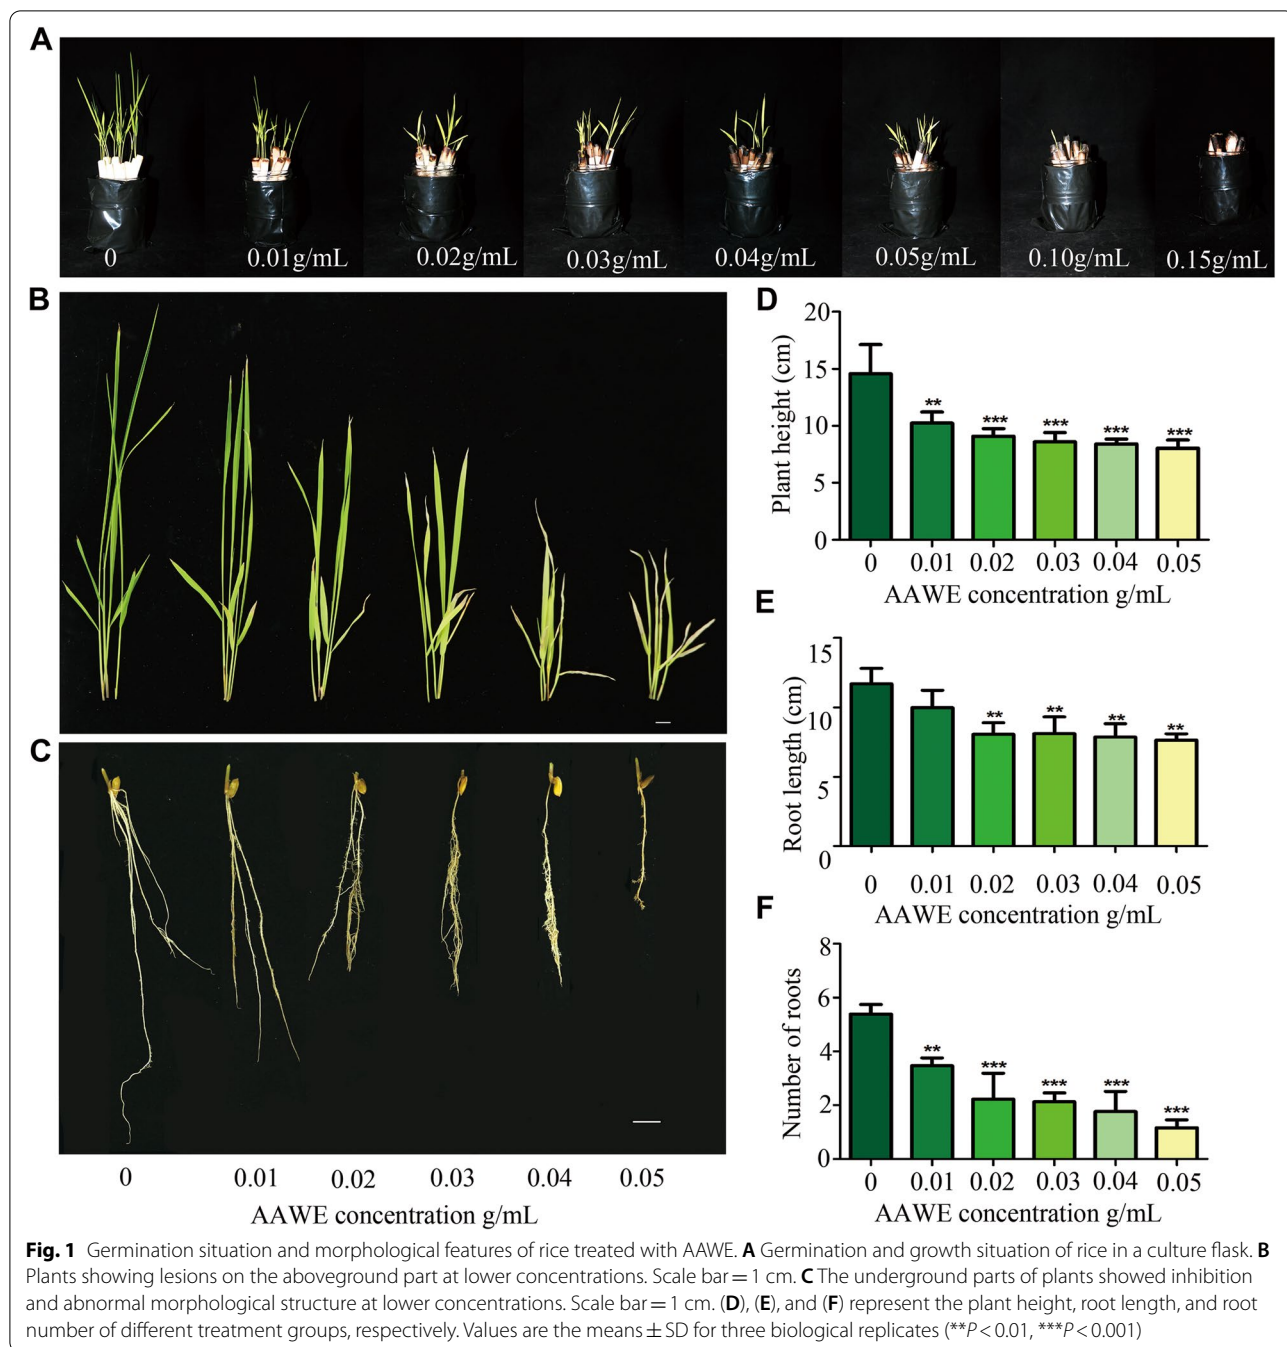 A
0
0.01g/mL
0.02g/mL
0.03g/mL
0.04g/mL
0.05g/mL
0.10g/mL
0.15g/mL
B
C
0
0.01
0.02
0.03
0.04
0.05
AAWE concentration g/mL
D
Plant height (cm)
20
15
10
5
0
**
***
***
***
***
0
0.01
0.02
0.03
0.04
0.05
AAWE concentration g/mL
E
Root length (cm)
15
10
5
0
**
**
**
**
0
0.01
0.02
0.03
0.04
0.05
AAWE concentration g/mL
F
Number of roots
8
6
4
2
0
**
***
***
***
***
0
0.01
0.02
0.03
0.04
0.05
AAWE concentration g/mL
Fig. 1 Germination situation and morphological features of rice treated with AAWE. A Germination and growth situation of rice in a culture flask. B
Plants showing lesions on the aboveground part at lower concentrations. Scale bar = 1 cm. C The underground parts of plants showed inhibition
and abnormal morphological structure at lower concentrations. Scale bar = 1 cm. (D), (E), and (F) represent the plant height, root length, and root
number of different treatment groups, respectively. Values are the means ± SD for three biological replicates (**P < 0.01, ***P < 0.001)